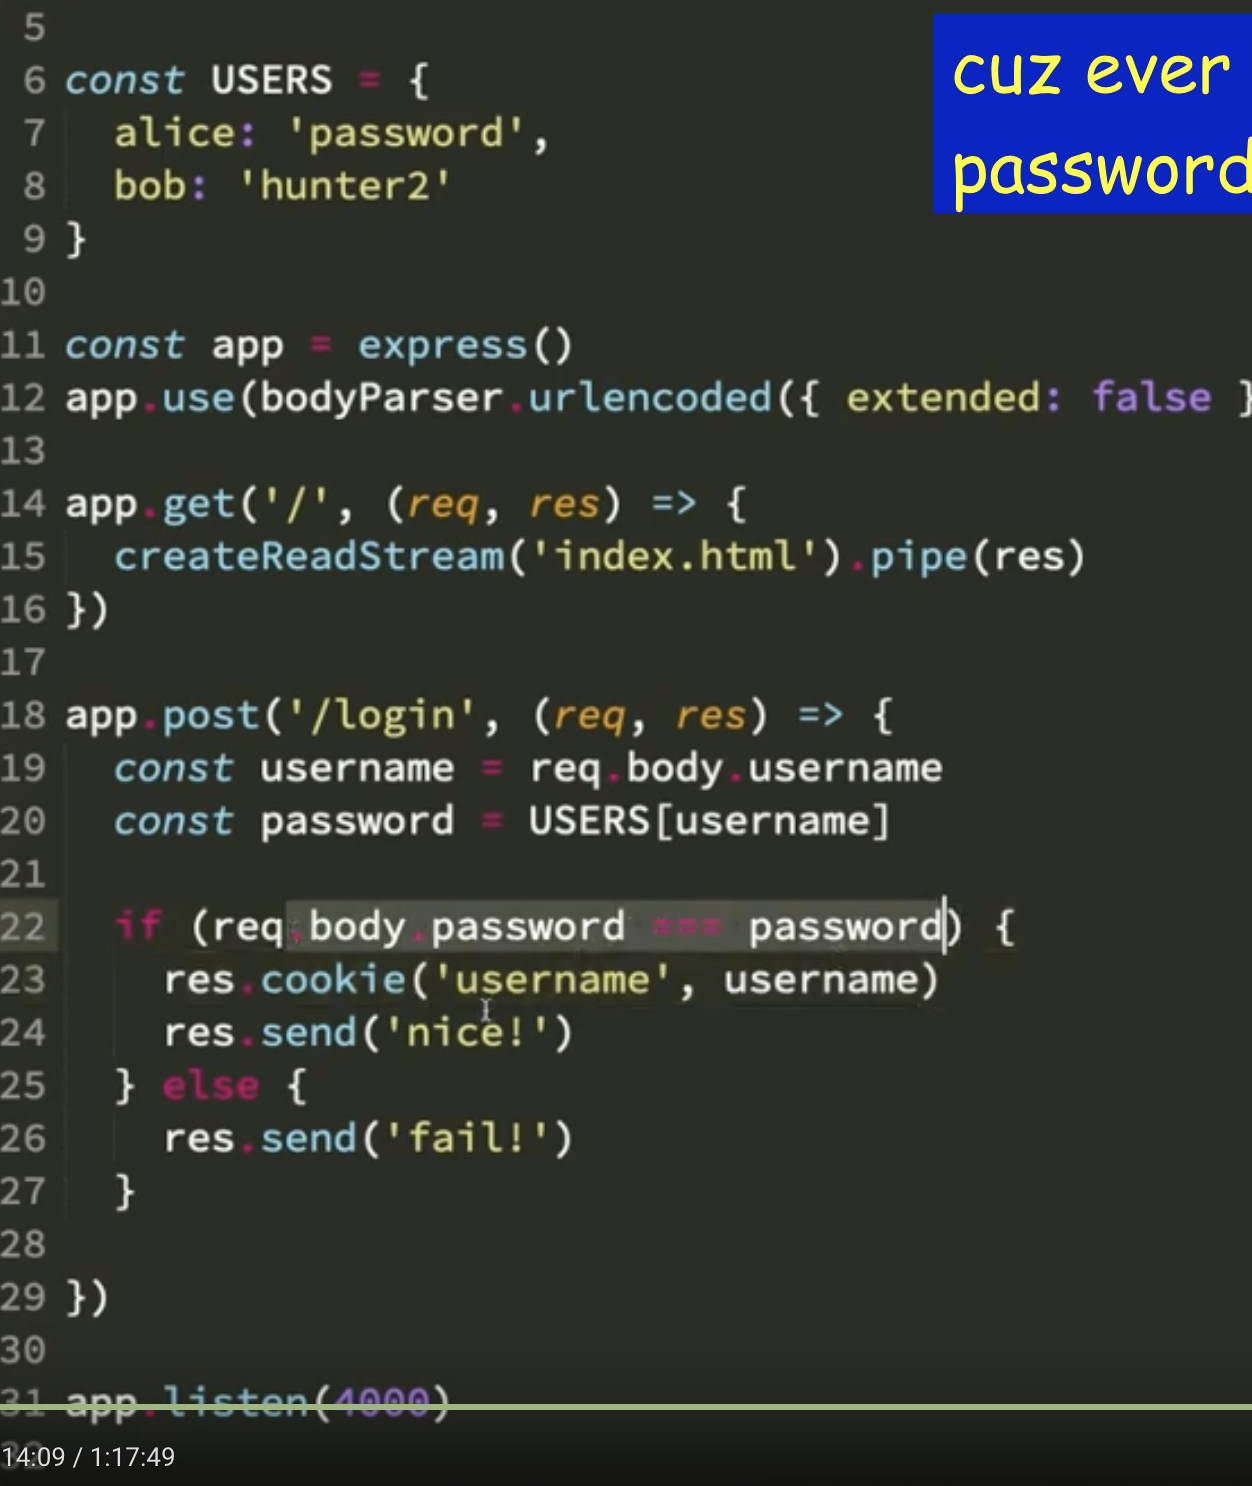 5
6 const USERS = {
7   alice: 'password',
8   bob: 'hunter2'
9 }
10
11 const app = express()
12 app.use(bodyParser.urlencoded({ extended: false }
13
14 app.get('/', (req, res) => {
15   createReadStream('index.html').pipe(res)
16 })
17
18 app.post('/login', (req, res) => {
19   const username = req.body.username
20   const password = USERS[username]
21
22   if (req.body.password === password) {
23     res.cookie('username', username)
24     res.send('nice!')
25   } else {
26     res.send('fail!')
27   }
28
29 })
30
31 app.listen(4000)
32
14:09 / 1:17:49
cuz ever
password